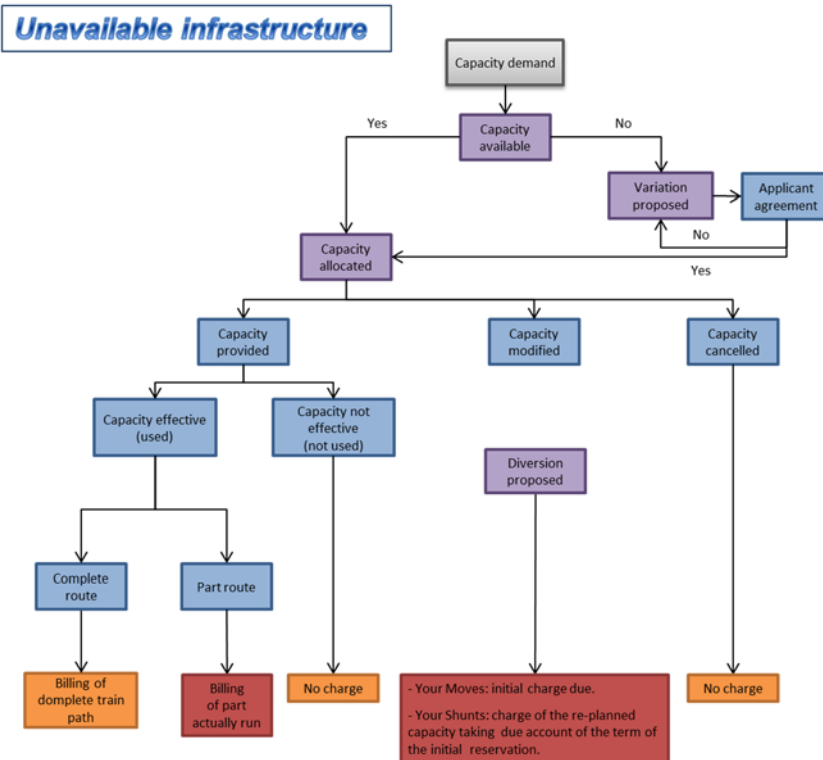 Unavailable infrastructure
Capacity demand
Yes
Capacity
available
No
Variation
proposed
Applicant
agreement
No
Capacity
allocated
Yes
Capacity
provided
Capacity
modified
Capacity
cancelled
Capacity effective
(used)
Capacity not
effective
(not used)
Diversion
proposed
Complete
route
Part route
Billing of
domplete train
path
Billing
of part
actually run
No charge
- Your Moves: initial charge due.
- Your Shunts: charge of the re-planned
capacity taking due account of the term of
the initial reservation.
No charge